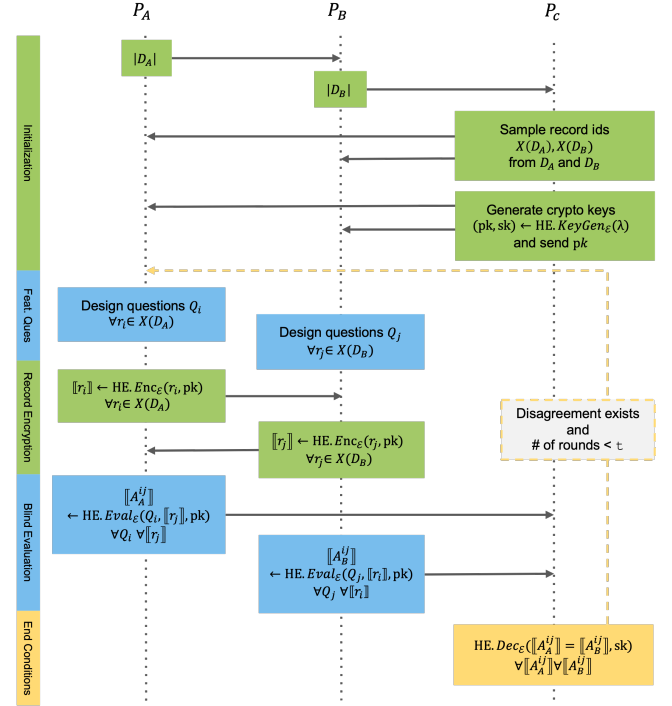 P_A P_B P_c
Initialization
|D_A|
|D_B|
Sample record ids
X(D_A), X(D_B)
from D_A and D_B
Generate crypto keys
(pk, sk) ← HE. KeyGen_ℰ(λ)
and send pk
Feat. Ques
Design questions Q_i
∀r_i ∈ X(D_A)
Design questions Q_j
∀r_j ∈ X(D_B)
Record Encryption
⟦r_i⟧ ← HE. Enc_ℰ(r_i, pk)
∀r_i ∈ X(D_A)
Disagreement exists
and
# of rounds < t
⟦r_j⟧ ← HE. Enc_ℰ(r_j, pk)
∀r_j ∈ X(D_B)
Blind Evaluation
⟦A_A^{ij}⟧
← HE. Eval_ℰ(Q_i, ⟦r_j⟧, pk)
∀Q_i ∀⟦r_j⟧
⟦A_B^{ij}⟧
← HE. Eval_ℰ(Q_j, ⟦r_i⟧, pk)
∀Q_j ∀⟦r_i⟧
End Conditions
HE. Dec_ℰ(⟦A_A^{ij}⟧ = ⟦A_B^{ij}⟧, sk)
∀⟦A_A^{ij}⟧∀⟦A_B^{ij}⟧